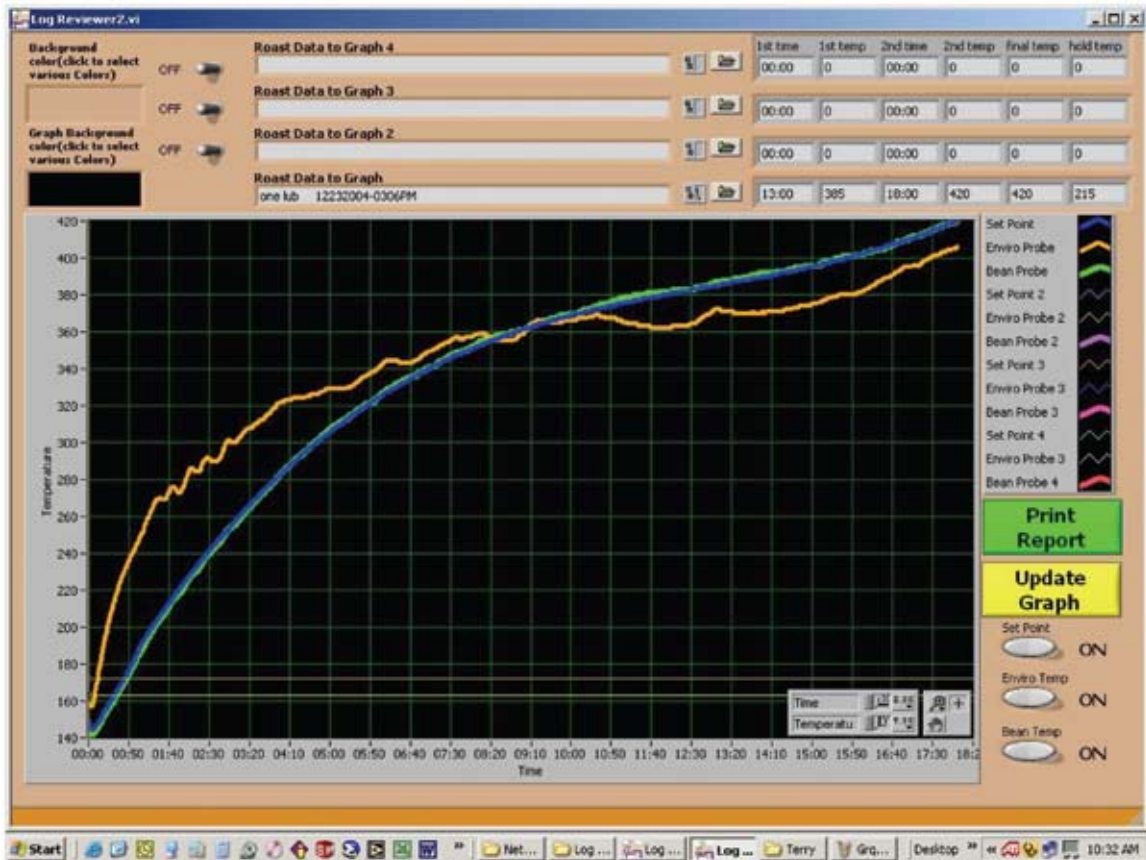 Log Reviewer2.vi
Background color(click to select various Colors)
OFF
Roast Data to Graph 4
1st time 1st temp 2nd time 2nd temp final temp hold temp
00:00 0 00:00 0 0 0
OFF
Roast Data to Graph 3
00:00 0 00:00 0 0 0
Graph Background color(click to select various Colors)
OFF
Roast Data to Graph 2
00:00 0 00:00 0 0 0
Roast Data to Graph
one lub 12232004-0306PM
13:00 385 18:00 420 420 215
420
400
380
360
340
320
300
280
260
240
220
200
180
160
140
Temperature
00:00 00:50 01:40 02:30 03:20 04:10 05:00 05:50 06:40 07:30 08:20 09:10 10:00 10:50 11:40 12:30 13:20 14:10 15:00 15:50 16:40 17:30 18:2
Time
Time
Temperatu
Set Point
Enviro Probe
Bean Probe
Set Point 2
Enviro Probe 2
Bean Probe 2
Set Point 3
Enviro Probe 3
Bean Probe 3
Set Point 4
Enviro Probe 3
Bean Probe 4
Print
Report
Update
Graph
Set Point
ON
Enviro Temp
ON
Bean Temp
ON
Start Net... Log ... Log ... Log ... Terry Grq... Desktop » « 10:32 AM